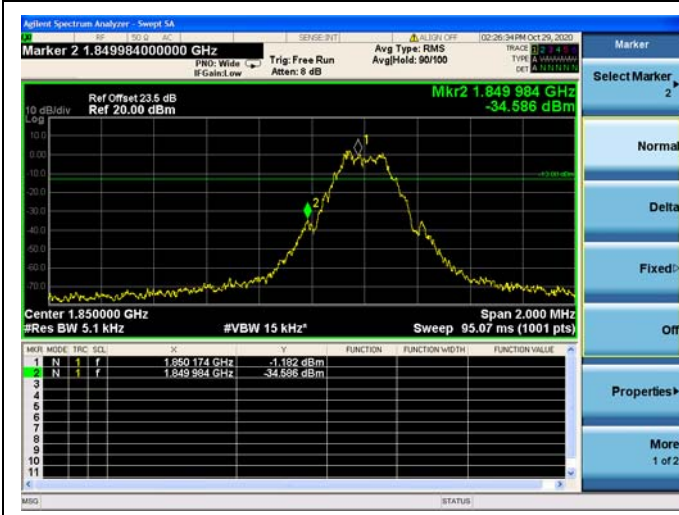 Agilent Spectrum Analyzer - Swept SA
RF 50 Ω AC SENSE:INT ALIGN OFF 02:26:34 PM Oct 29, 2020
Marker 2 1.849984000000 GHz
PNO: Wide Trig: Free Run Avg Type: RMS TRACE 1 2 3 4 5 6
IFGain:Low Atten: 8 dB Avg|Hold: 90/100 TYPE A WWWWW
DET A N N N N N
Ref Offset 23.5 dB Mkr2 1.849 984 GHz
10 dB/div Ref 20.00 dBm -34.586 dBm
Log
10.0
0.00
-10.0
-13.00 dBm
-20.0
-30.0
-40.0
-50.0
-60.0
-70.0
1
2
Center 1.850000 GHz Span 2.000 MHz
#Res BW 5.1 kHz #VBW 15 kHz* Sweep 95.07 ms (1001 pts)
MKR MODE TRC SCL X Y FUNCTION FUNCTION WIDTH FUNCTION VALUE
1 N 1 f 1.850 174 GHz -1.182 dBm
2 N 1 f 1.849 984 GHz -34.586 dBm
3
4
5
6
7
8
9
10
11
MSG STATUS
Marker
Select Marker
2
Normal
Delta
Fixed
Off
Properties
More
1 of 2